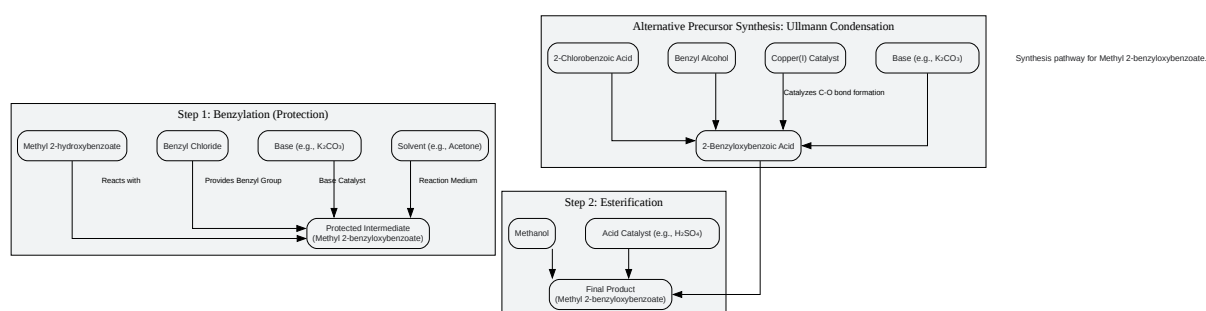 Alternative Precursor Synthesis: Ullmann Condensation
2-Chlorobenzoic Acid
Benzyl Alcohol
Copper(I) Catalyst
Base (e.g., K₂CO₃)
Catalyzes C-O bond formation
2-Benzyloxybenzoic Acid
Synthesis pathway for Methyl 2-benzyloxybenzoate.
Step 1: Benzylation (Protection)
Methyl 2-hydroxybenzoate
Benzyl Chloride
Base (e.g., K₂CO₃)
Solvent (e.g., Acetone)
Reacts with
Provides Benzyl Group
Base Catalyst
Reaction Medium
Protected Intermediate
(Methyl 2-benzyloxybenzoate)
Step 2: Esterification
Methanol
Acid Catalyst (e.g., H₂SO₄)
Final Product
(Methyl 2-benzyloxybenzoate)